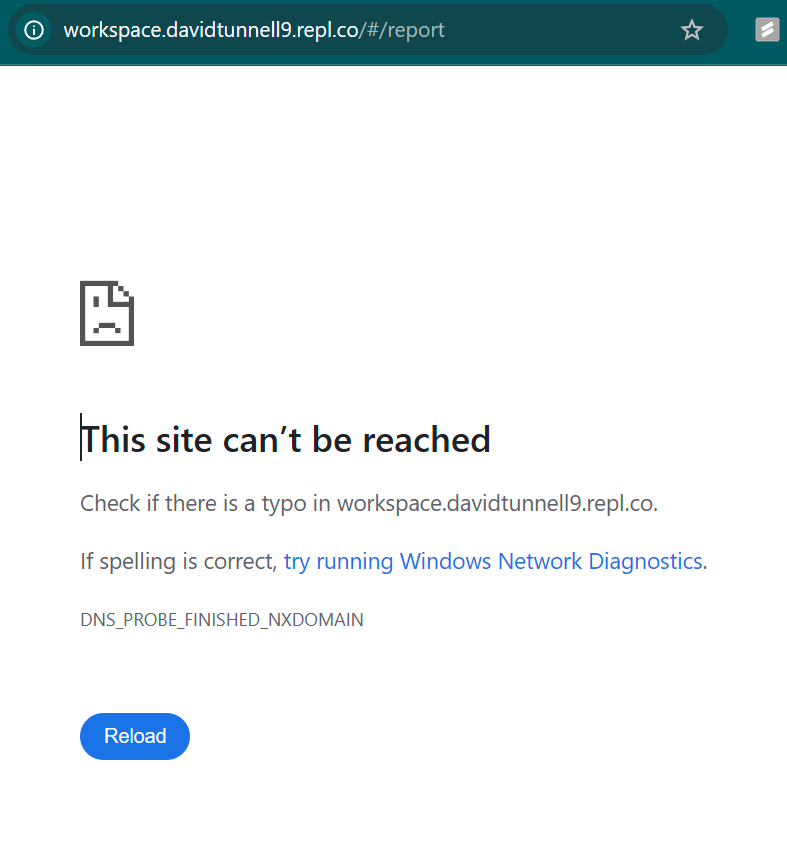 workspace.davidtunnell9.repl.co/#/report
This site can’t be reached
Check if there is a typo in workspace.davidtunnell9.repl.co.
If spelling is correct, try running Windows Network Diagnostics.
DNS_PROBE_FINISHED_NXDOMAIN
Reload